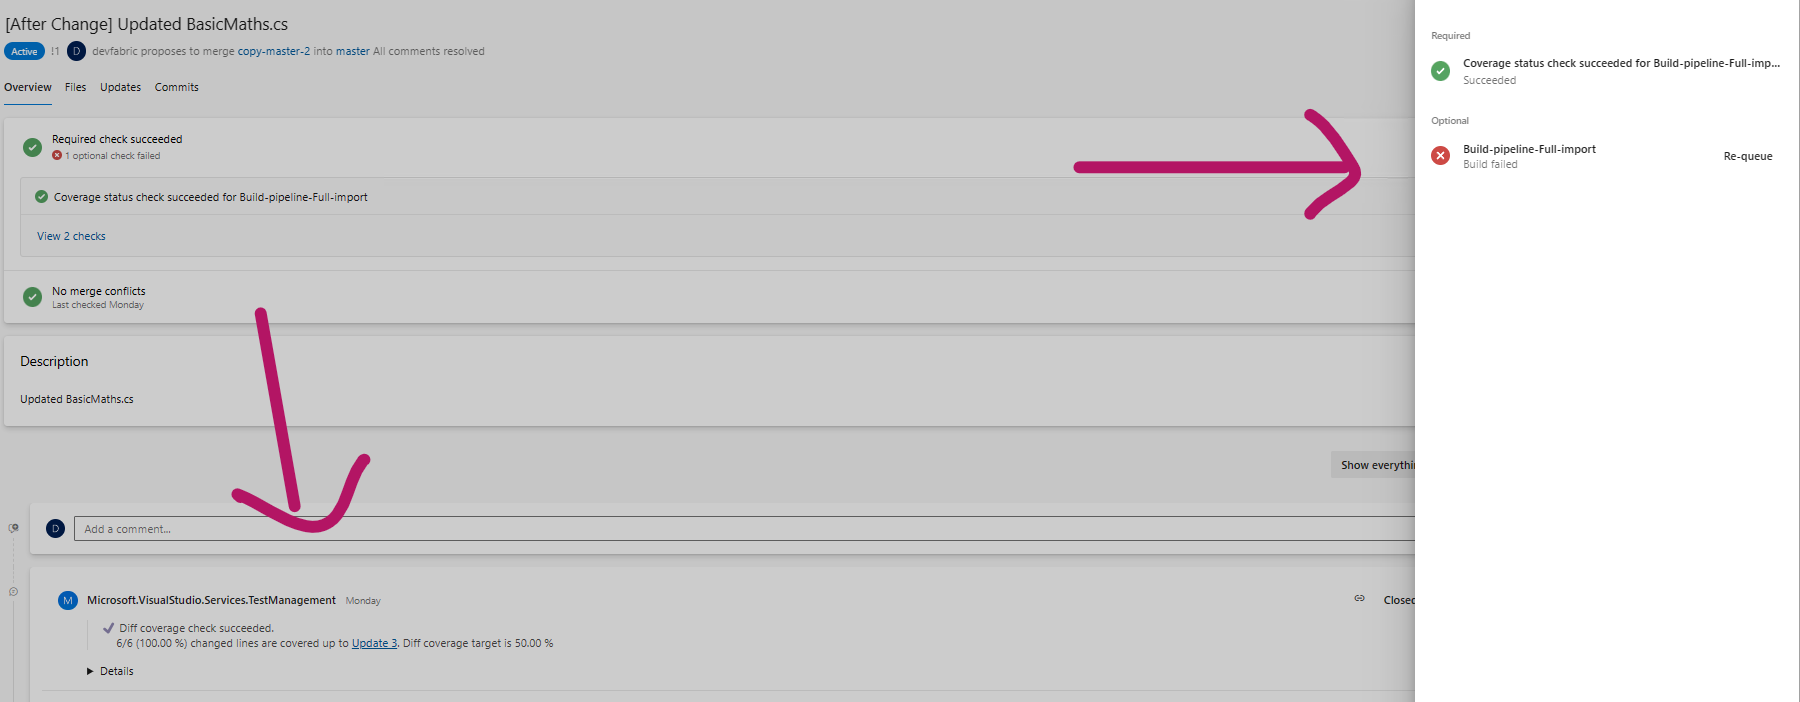 [After Change] Updated BasicMaths.cs
Active !1 D devfabric proposes to merge copy-master-2 into master All comments resolved
Overview Files Updates Commits
Required check succeeded
1 optional check failed
Coverage status check succeeded for Build-pipeline-Full-import
View 2 checks
No merge conflicts
Last checked Monday
Description
Updated BasicMaths.cs
Show everythin
D Add a comment...
M Microsoft.VisualStudio.Services.TestManagement Monday Closed
Diff coverage check succeeded.
6/6 (100.00 %) changed lines are covered up to Update 3. Diff coverage target is 50.00 %
Details
Required
Coverage status check succeeded for Build-pipeline-Full-imp...
Succeeded
Optional
Build-pipeline-Full-import
Build failed
Re-queue